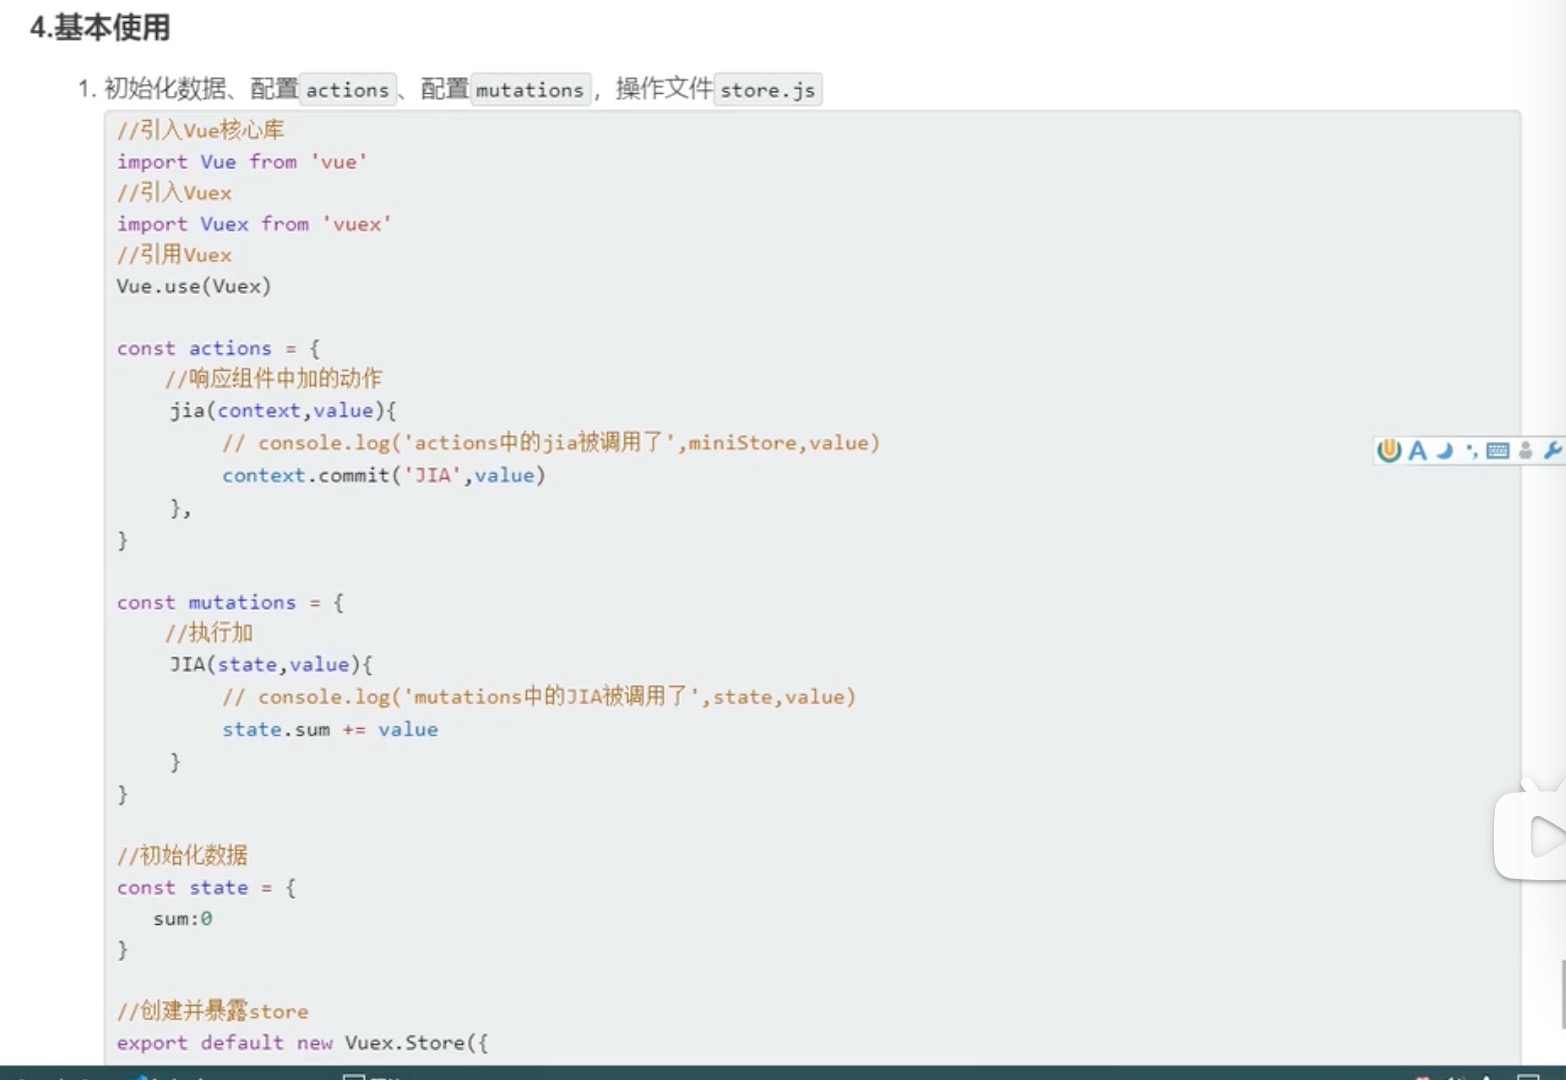 4.基本使用
1. 初始化数据、配置actions、配置mutations，操作文件store.js
//引入Vue核心库
import Vue from 'vue'
//引入Vuex
import Vuex from 'vuex'
//引用Vuex
Vue.use(Vuex)
const actions = {
//响应组件中加的动作
jia(context,value){
// console.log('actions中的jia被调用了',miniStore,value)
context.commit('JIA',value)
},
}
const mutations = {
//执行加
JIA(state,value){
// console.log('mutations中的JIA被调用了',state,value)
state.sum += value
}
}
//初始化数据
const state = {
sum:0
}
//创建并暴露store
export default new Vuex.Store({